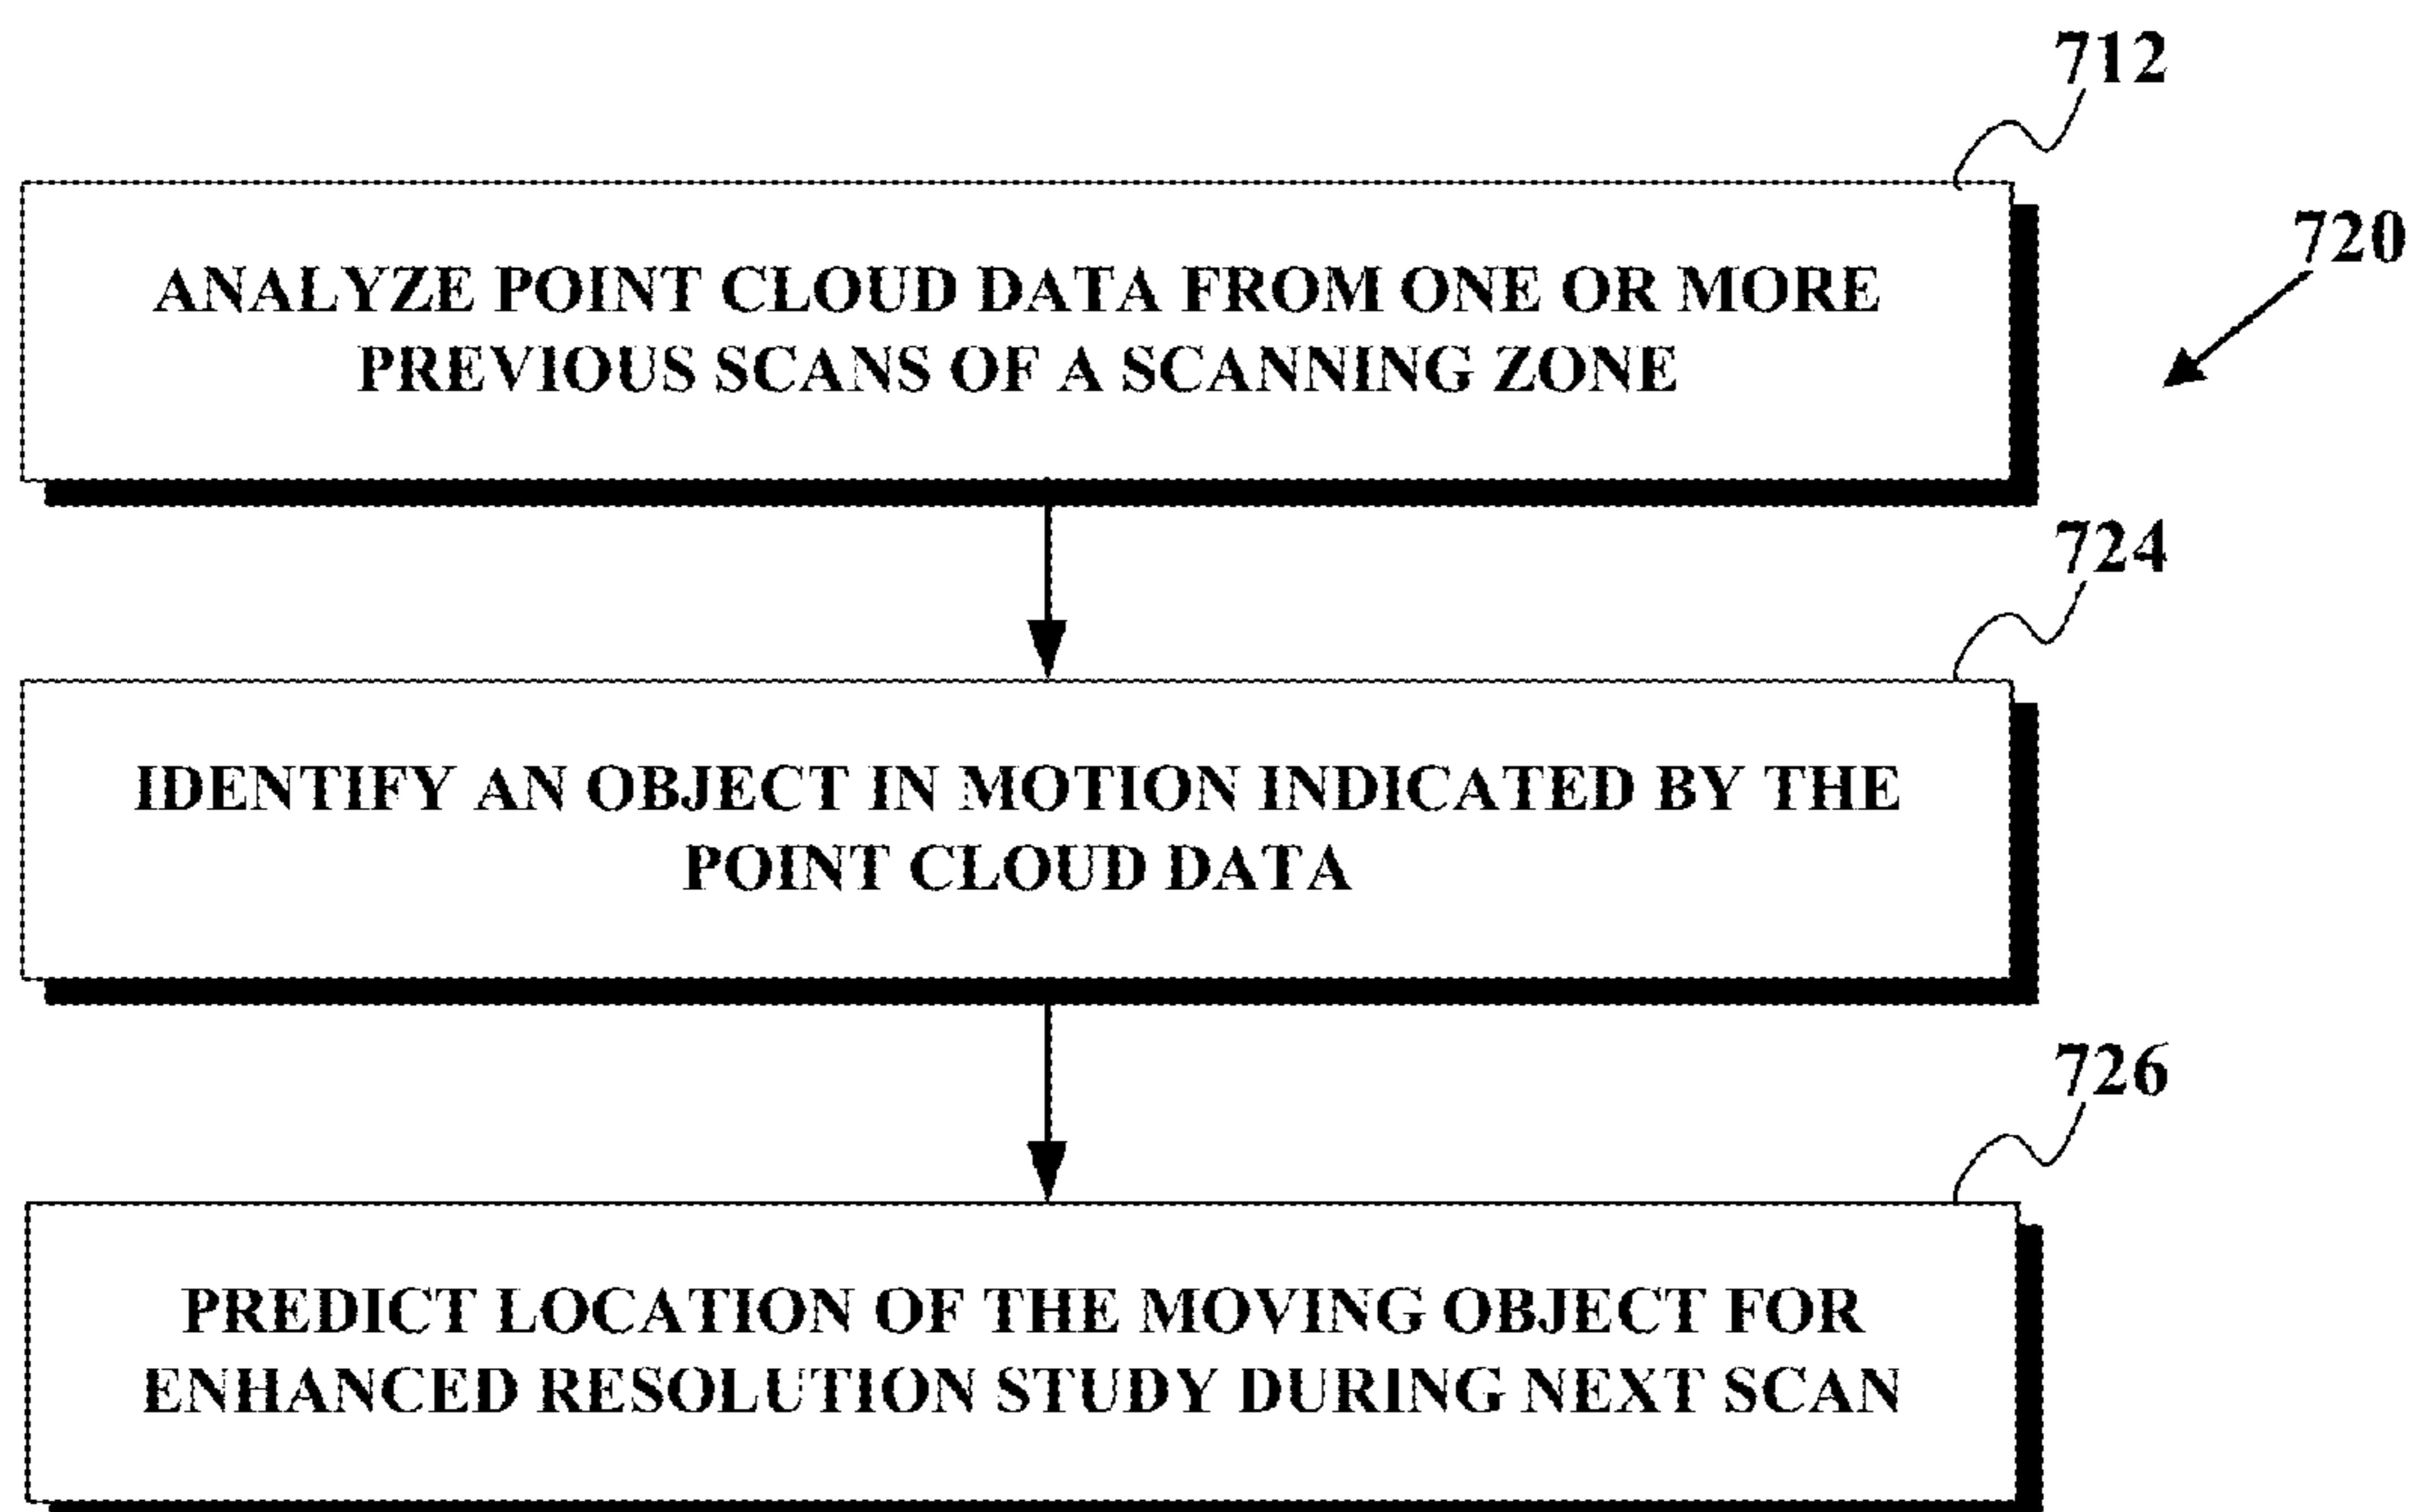 712
720
ANALYZE POINT CLOUD DATA FROM ONE OR MORE
PREVIOUS SCANS OF A SCANNING ZONE
724
IDENTIFY AN OBJECT IN MOTION INDICATED BY THE
POINT CLOUD DATA
726
PREDICT LOCATION OF THE MOVING OBJECT FOR
ENHANCED RESOLUTION STUDY DURING NEXT SCAN